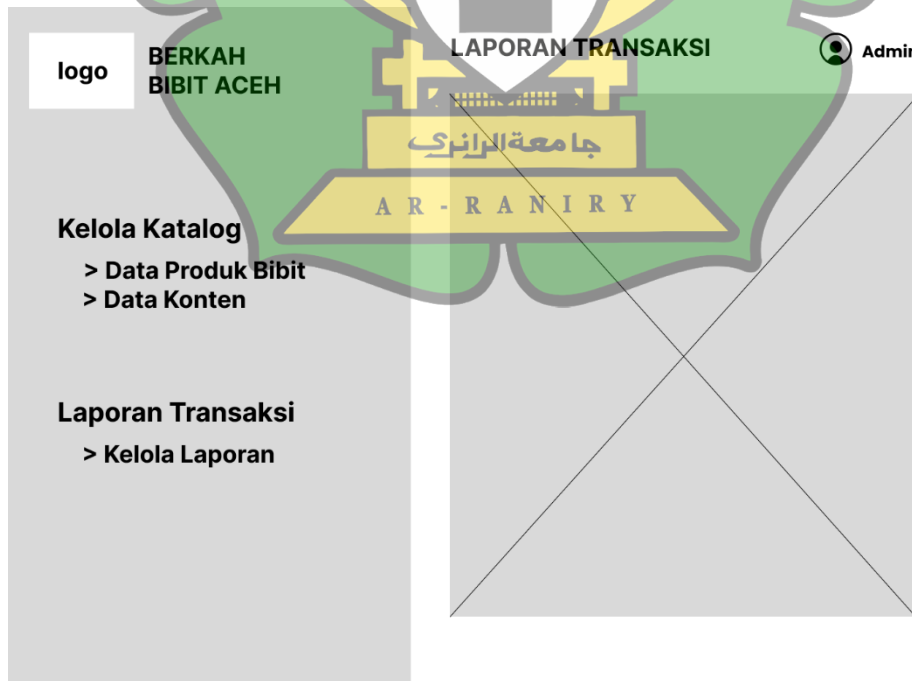 logo
BERKAH
BIBIT ACEH
LAPORAN TRANSAKSI
Admin
جامعةالرانري
AR-RANIRY
Kelola Katalog
> Data Produk Bibit
> Data Konten
Laporan Transaksi
> Kelola Laporan